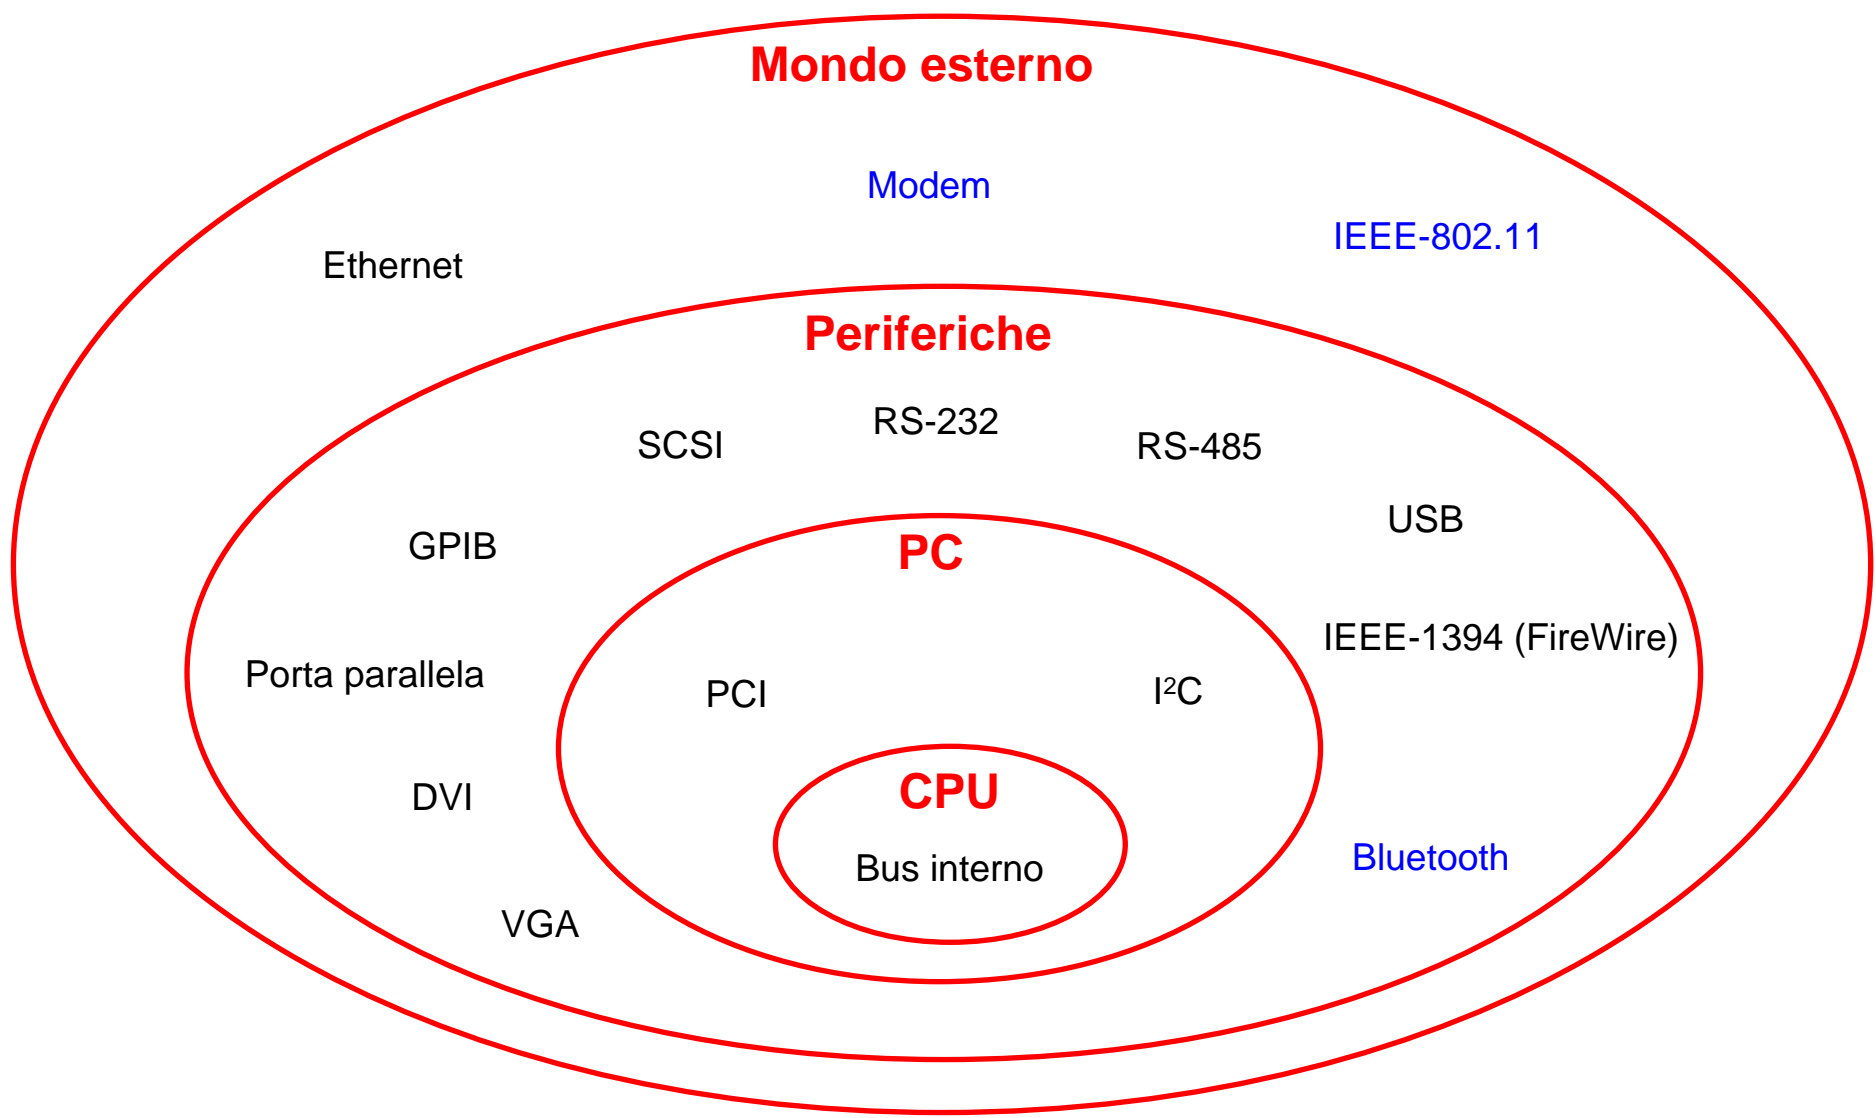 Mondo esterno
Modem
IEEE-802.11
Ethernet
Periferiche
RS-232
SCSI
RS-485
USB
GPIB
PC
IEEE-1394 (FireWire)
Porta parallela
PCI
I²C
CPU
DVI
Bus interno
Bluetooth
VGA